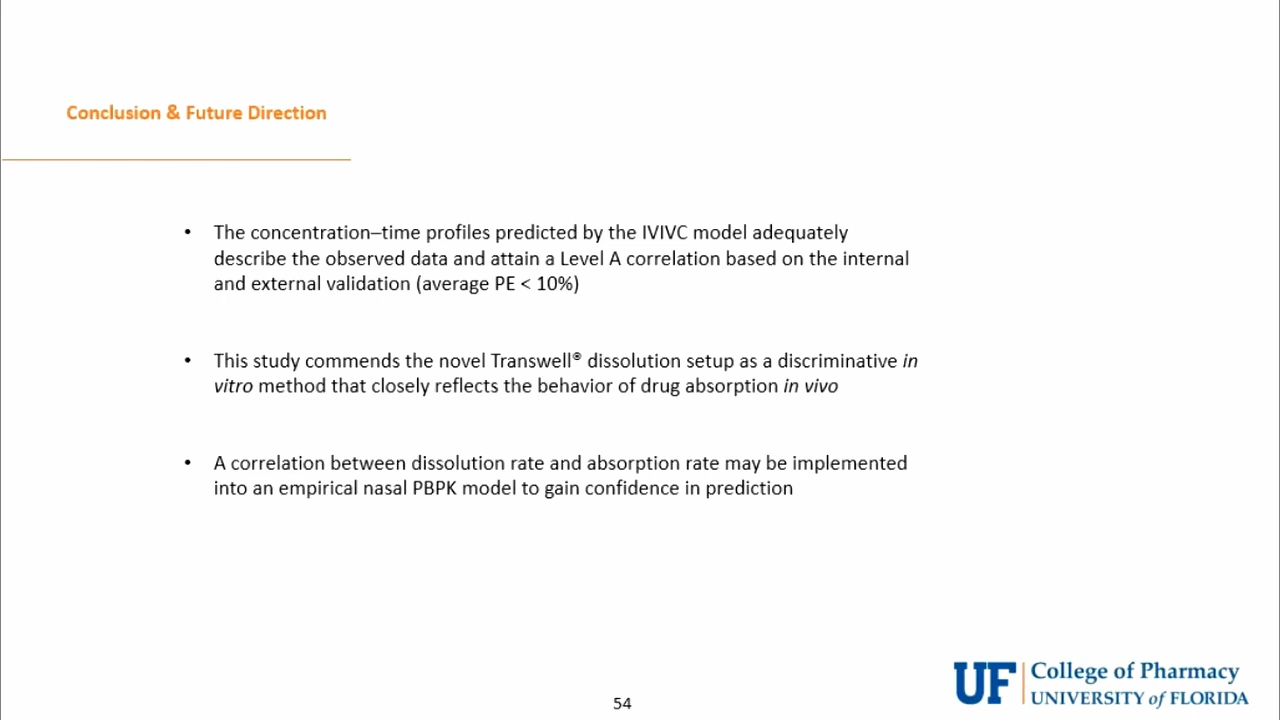 Conclusion & Future Direction
• The concentration–time profiles predicted by the IVIVC model adequately
describe the observed data and attain a Level A correlation based on the internal
and external validation (average PE < 10%)
• This study commends the novel Transwell® dissolution setup as a discriminative in
vitro method that closely reflects the behavior of drug absorption in vivo
• A correlation between dissolution rate and absorption rate may be implemented
into an empirical nasal PBPK model to gain confidence in prediction
UF College of Pharmacy
UNIVERSITY of FLORIDA
54